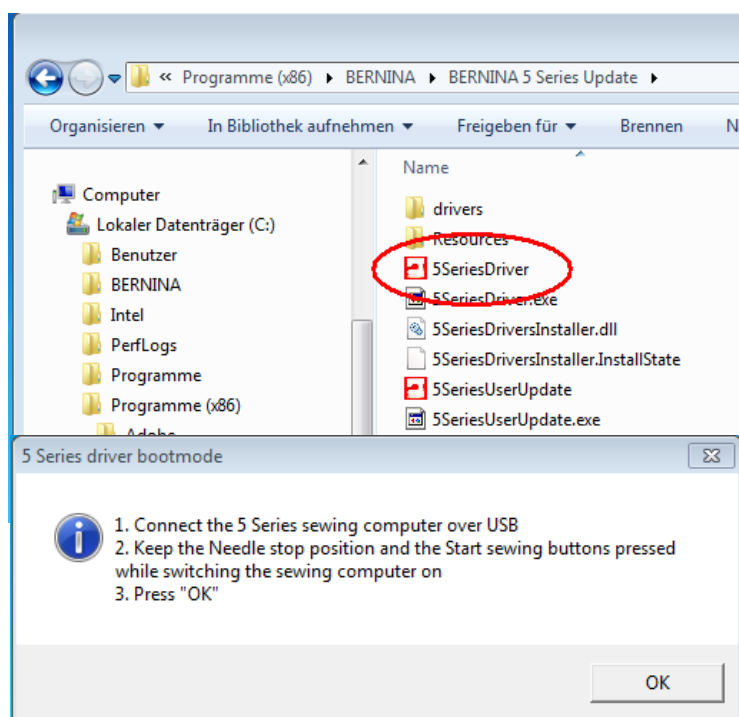 « Programme (x86) ▸ BERNINA ▸ BERNINA 5 Series Update ▸
Organisieren ▾ In Bibliothek aufnehmen ▾ Freigeben für ▾ Brennen N
Computer
Lokaler Datenträger (C:)
Benutzer
BERNINA
Intel
PerfLogs
Programme
Programme (x86)
Adobe
Name
drivers
Resources
5SeriesDriver
5SeriesDriver.exe
5SeriesDriversInstaller.dll
5SeriesDriversInstaller.InstallState
5SeriesUserUpdate
5SeriesUserUpdate.exe
5 Series driver bootmode
1. Connect the 5 Series sewing computer over USB
2. Keep the Needle stop position and the Start sewing buttons pressed
while switching the sewing computer on
3. Press "OK"
OK